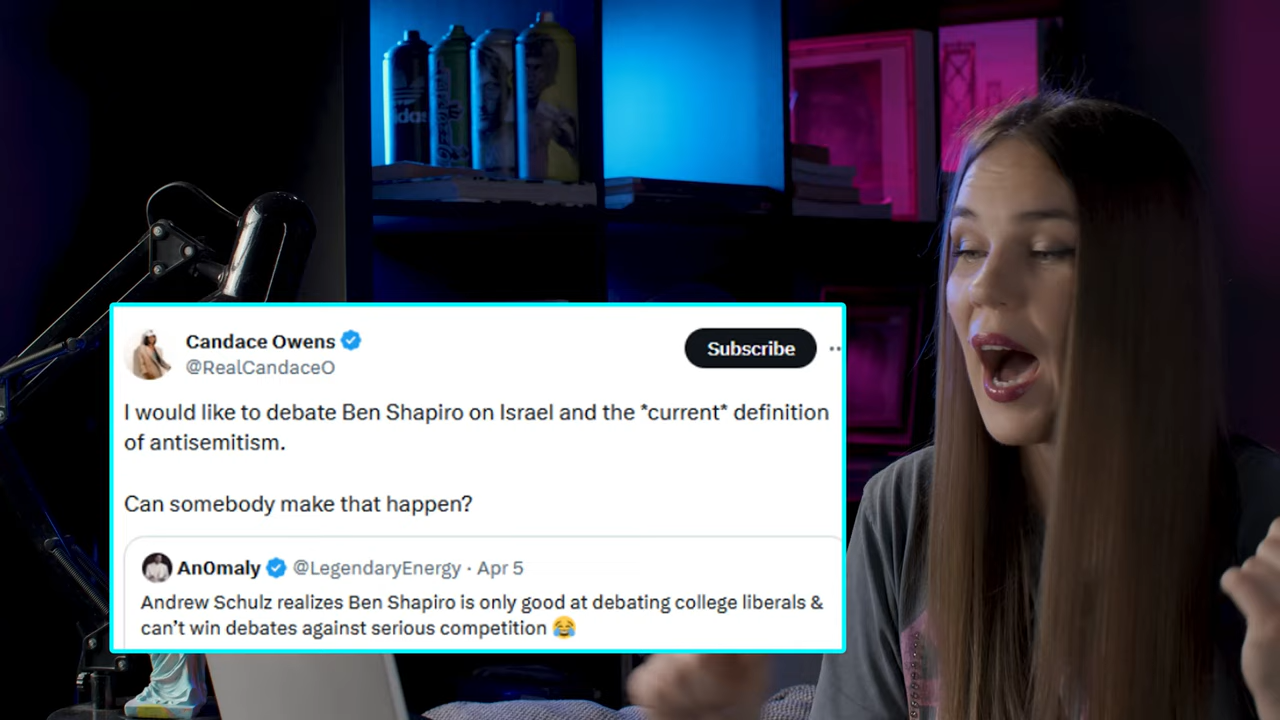 idas
Candace Owens
@RealCandaceO
Subscribe
I would like to debate Ben Shapiro on Israel and the *current* definition
of antisemitism.
Can somebody make that happen?
An0maly @LegendaryEnergy · Apr 5
Andrew Schulz realizes Ben Shapiro is only good at debating college liberals &
can't win debates against serious competition 😂